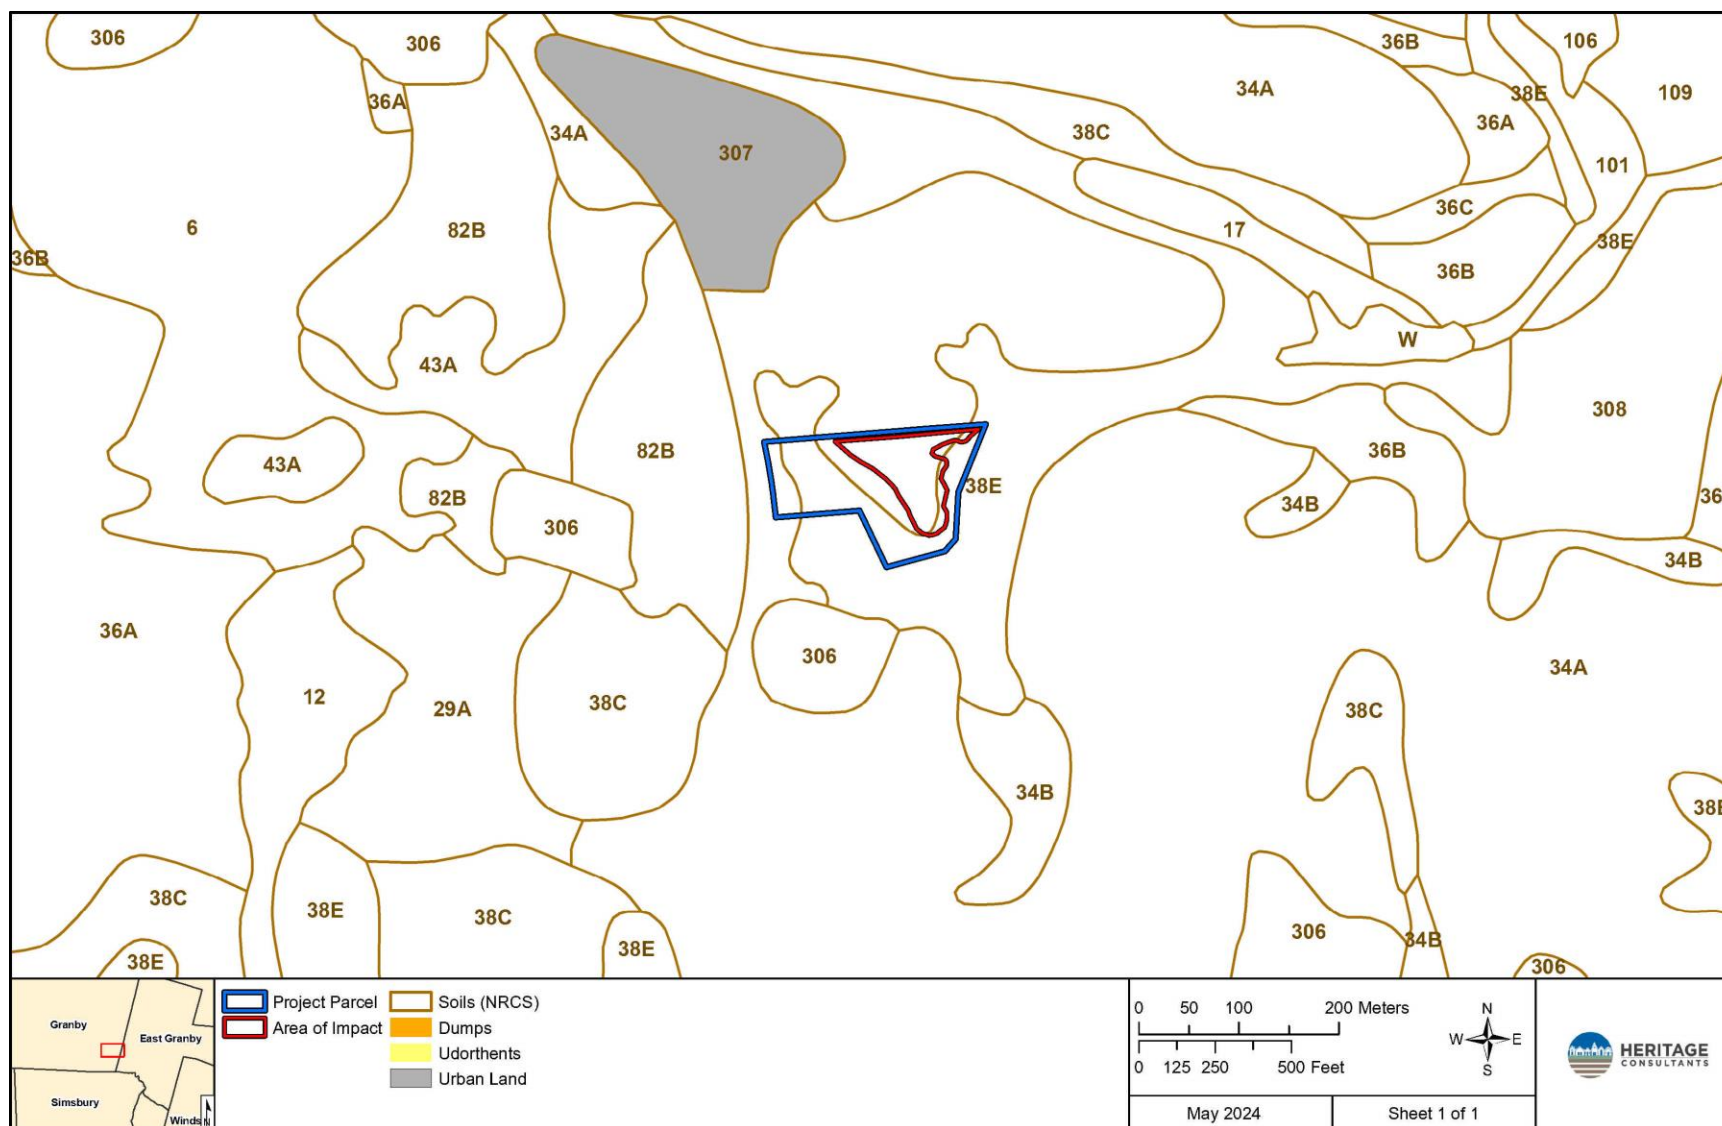 306
306
36B
106
36A
34A
38E
109
36A
34A
38C
307
101
36C
6
82B
17
38E
36B
36B
W
43A
308
82B
36B
43A
38E
82B
34B
36
306
34B
36A
306
34A
12
29A
38C
38C
34B
38E
38C
38E
38C
306
34B
38E
38E
306
Granby
East Granby
Simsbury
Winds
N
Project Parcel
Area of Impact
Soils (NRCS)
Dumps
Udorthents
Urban Land
0 50 100 200 Meters
0 125 250 500 Feet
N
W E
S
May 2024
Sheet 1 of 1
HERITAGE
CONSULTANTS